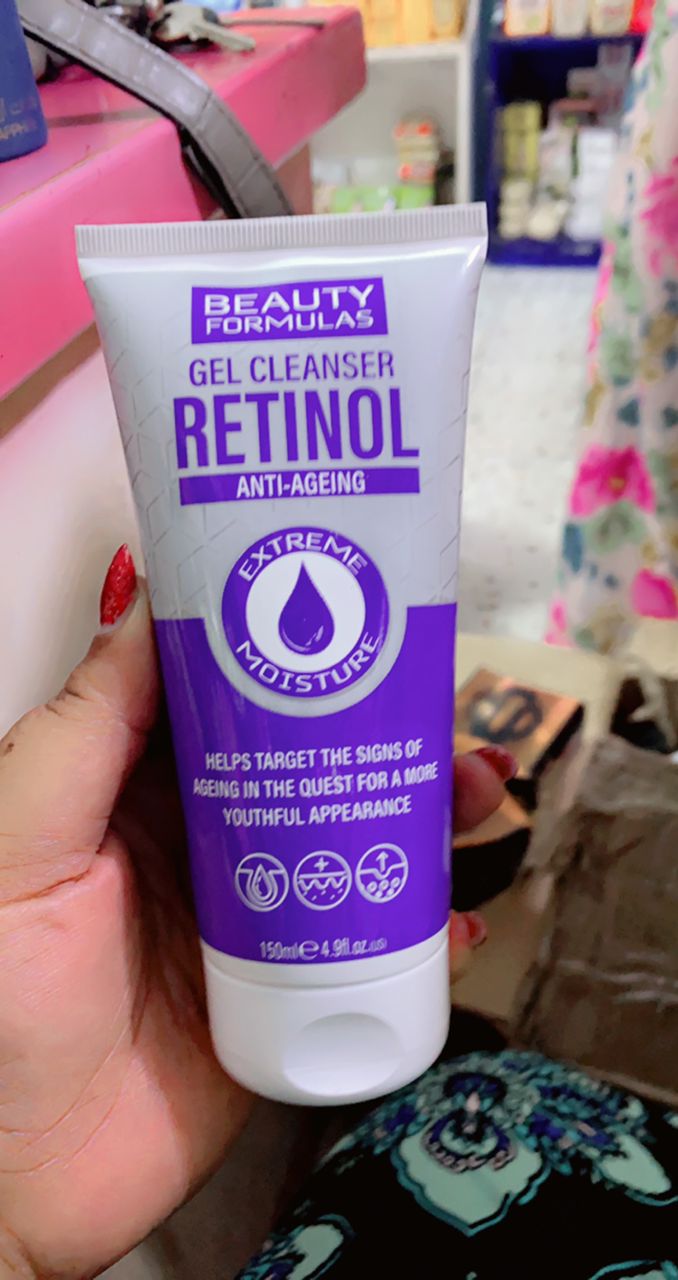 BEAUTY
FORMULAS
GEL CLEANSER
RETINOL
ANTI-AGEING
EXTREME
MOISTURE
HELPS TARGET THE SIGNS OF
AGEING IN THE QUEST FOR A MORE
YOUTHFUL APPEARANCE
150ml℮ 4.9fl.oz.(US)